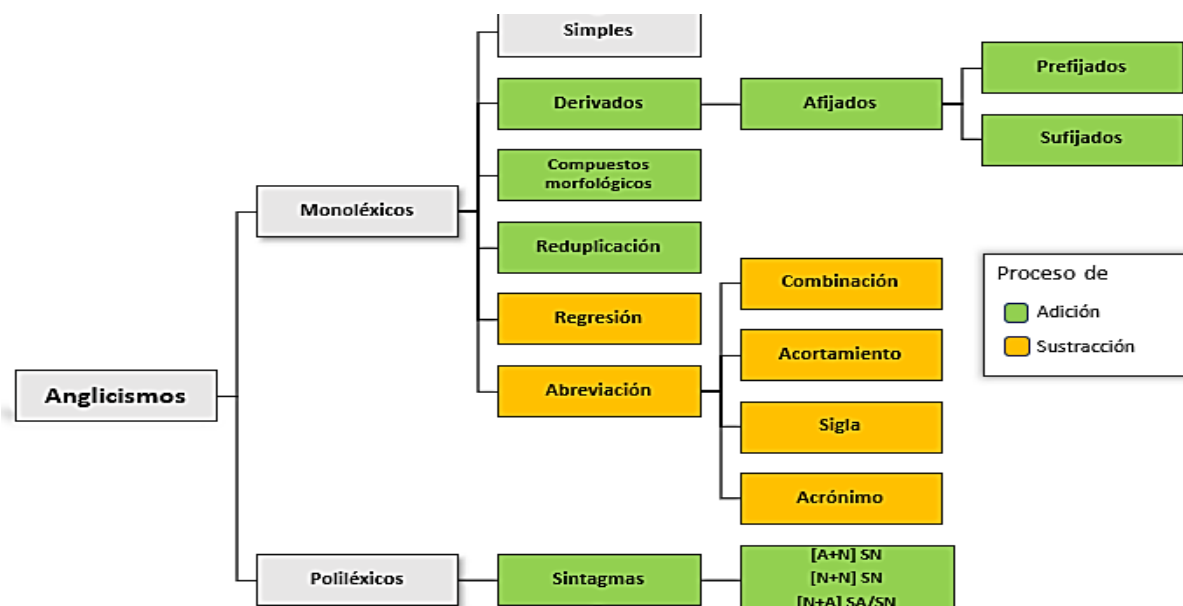 Simples
Prefijados
Derivados
Afijados
Sufijados
Compuestos
morfológicos
Monoléxicos
Reduplicación
Proceso de
Adición
Sustracción
Combinación
Regresión
Acortamiento
Abreviación
Anglicismos
Sigla
Acrónimo
Poliléxicos
Sintagmas
[A+N] SN
[N+N] SN
[N+A] SA/SN